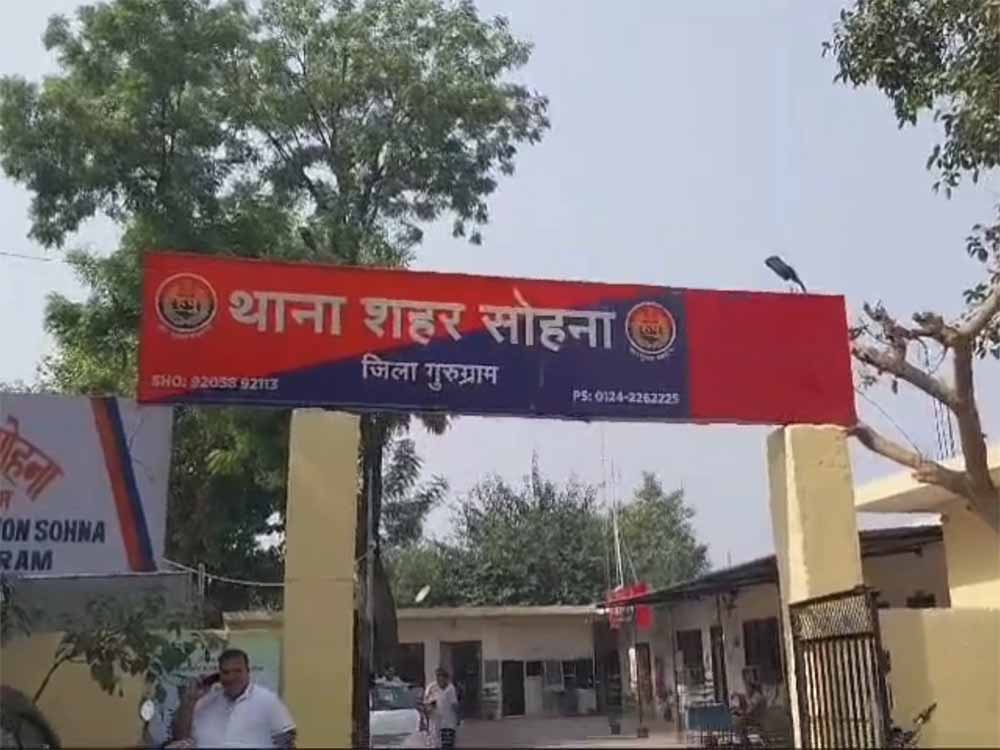 थाना शहर सोहना
जिला गुरुग्राम
SHO: 92058 92113
PS: 0124-2262225
सोहना
ON SOHNA
RAM